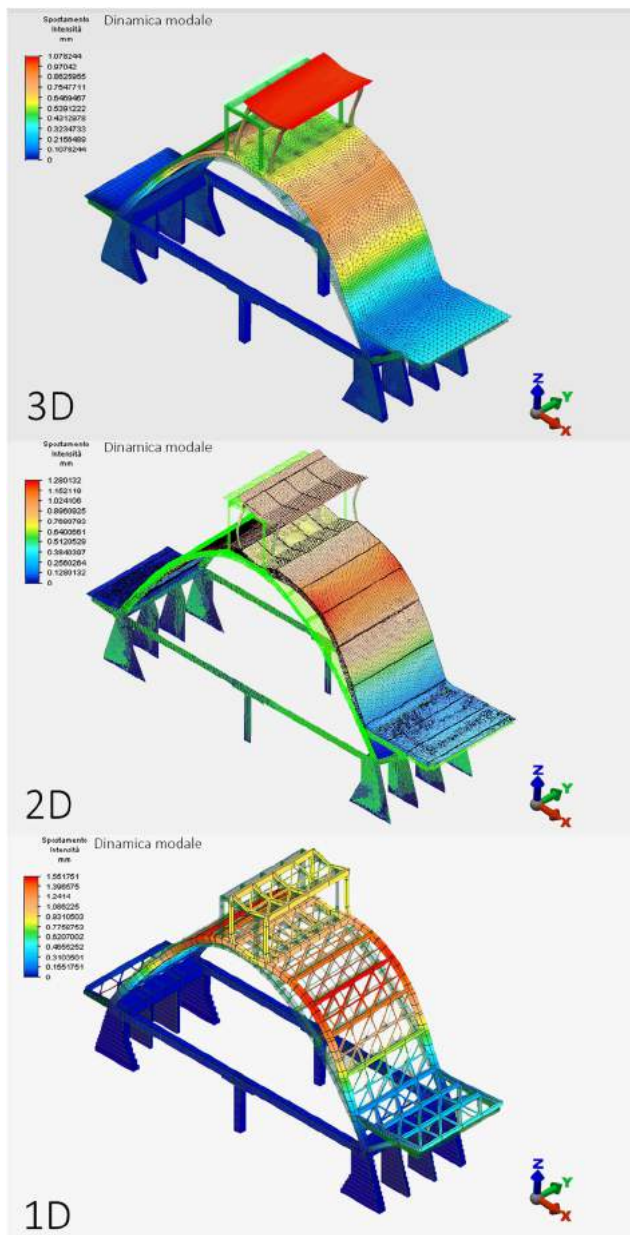 Spostamento Dinamica modale
Intensità
mm
1.078244
0.97042
0.8625955
0.7547711
0.6469467
0.5391222
0.4312978
0.3234733
0.2156489
0.1078244
0
3D
Z
Y
X
Spostamento Dinamica modale
Intensità
mm
1.280132
1.152119
1.024106
0.8960925
0.7680793
0.6400661
0.5120529
0.3840397
0.2560264
0.1280132
0
2D
Z
Y
X
Spostamento Dinamica modale
Intensità
mm
1.551751
1.396575
1.2414
1.086225
0.9310503
0.7758753
0.6207002
0.4655252
0.3103501
0.1551751
0
1D
Z
Y
X